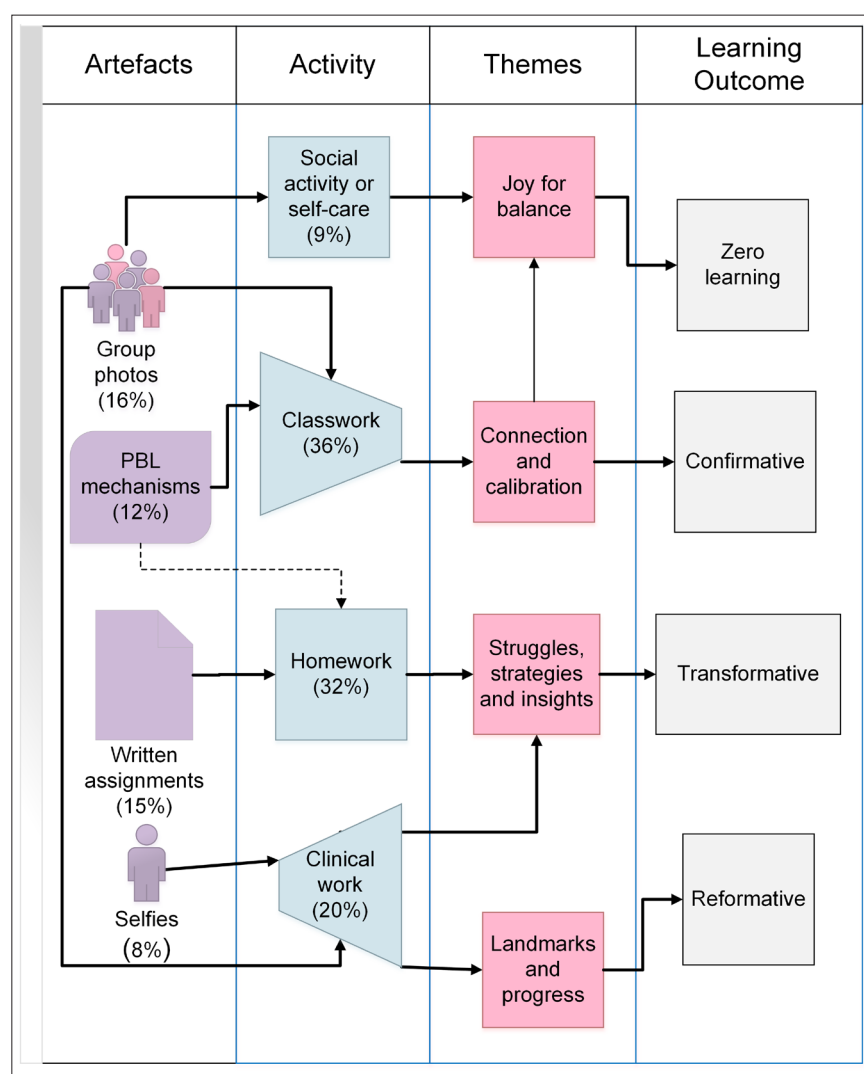 Artefacts
Activity
Themes
Learning
Outcome
Social
activity or
self-care
(9%)
Joy for
balance
Zero
learning
Group
photos
(16%)
Classwork
(36%)
Connection
and
calibration
Confirmative
PBL
mechanisms
(12%)
Homework
(32%)
Struggles,
strategies
and insights
Transformative
Written
assignments
(15%)
Clinical
work
(20%)
Selfies
(8%)
Landmarks
and
progress
Reformative